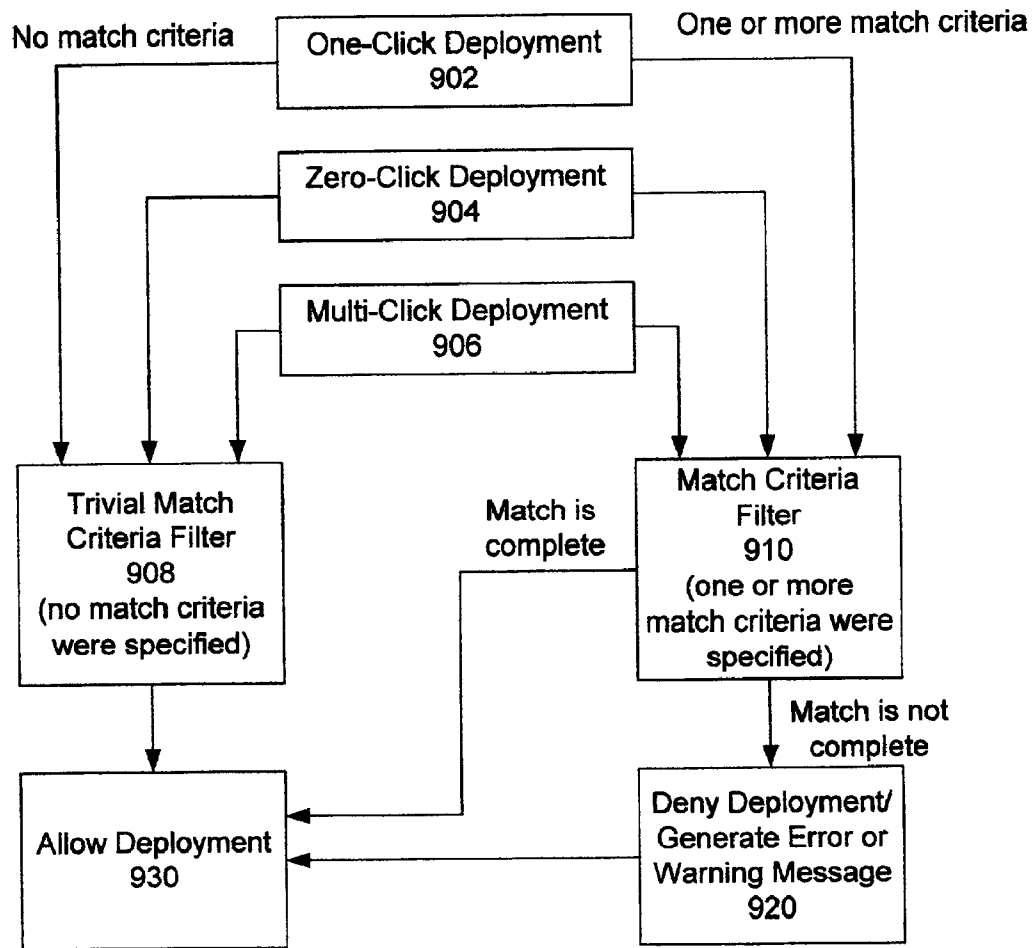 No match criteria
One-Click Deployment
902
One or more match criteria
Zero-Click Deployment
904
Multi-Click Deployment
906
Trivial Match
Criteria Filter
908
(no match criteria
were specified)
Match is
complete
Match Criteria
Filter
910
(one or more
match criteria were
specified)
Match is not
complete
Allow Deployment
930
Deny Deployment/
Generate Error or
Warning Message
920